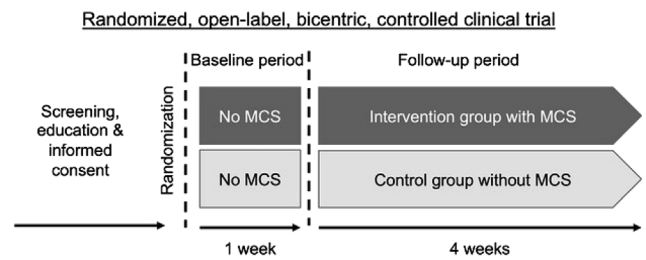 Randomized, open-label, bicentric, controlled clinical trial
Baseline period
Follow-up period
Screening,
education &
informed
consent
Randomization
No MCS
Intervention group with MCS
No MCS
Control group without MCS
1 week
4 weeks